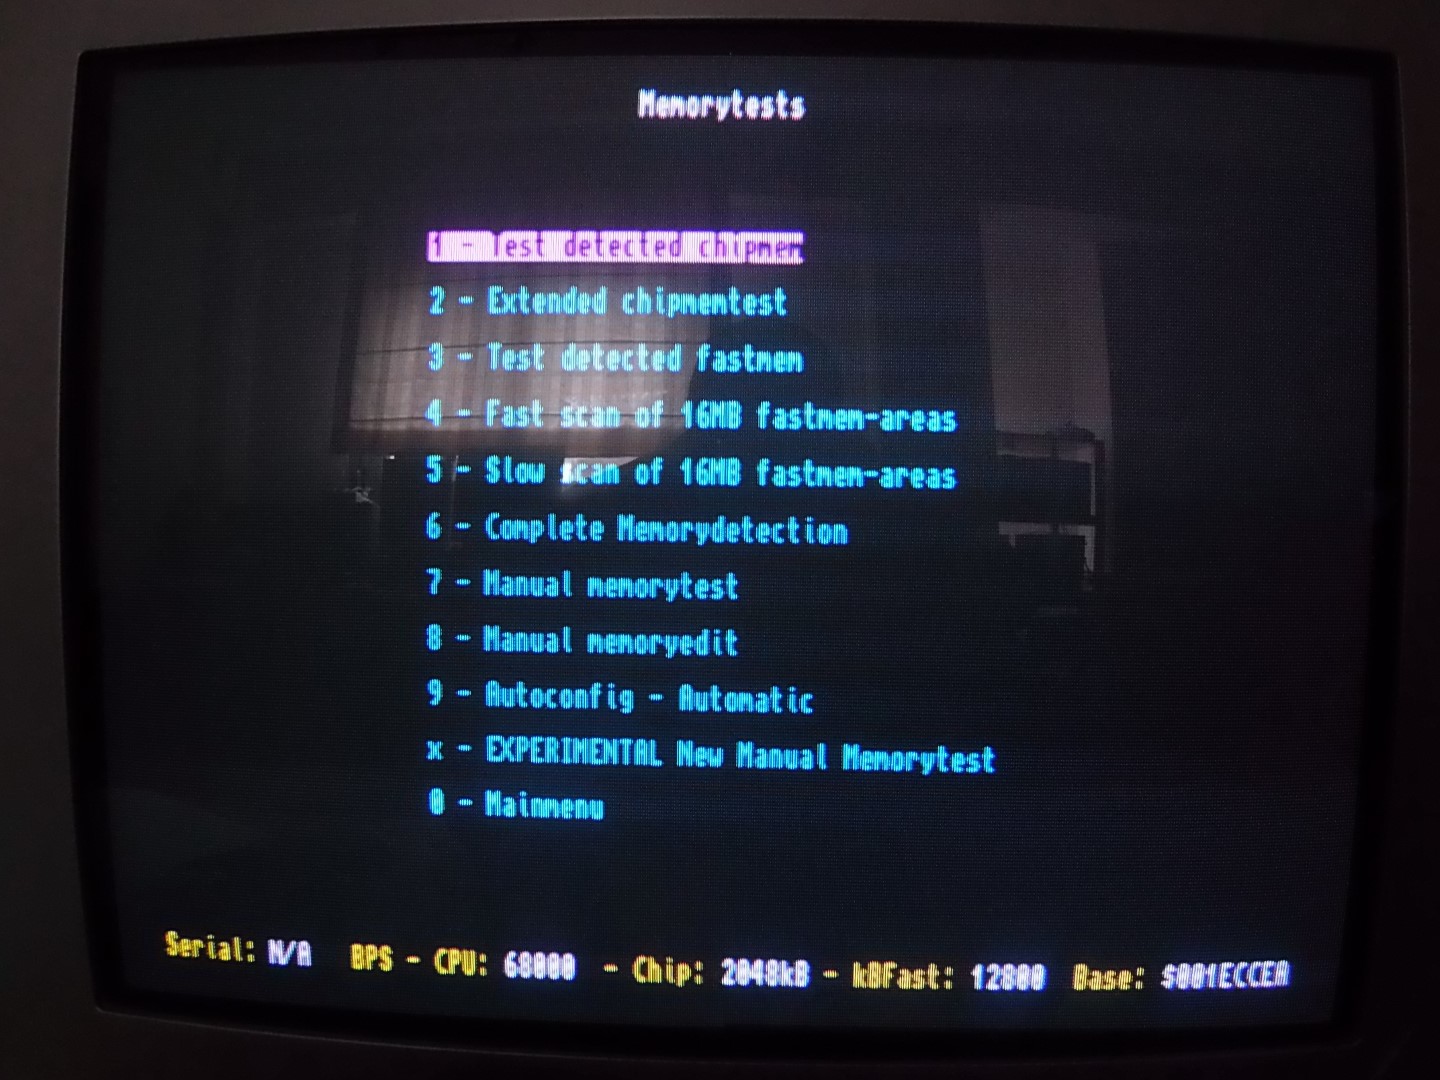 Memorytests
1 - Test detected chipmem
2 - Extended chipmemtest
3 - Test detected fastmem
4 - Fast scan of 16MB fastmem-areas
5 - Slow scan of 16MB fastmem-areas
6 - Complete Memorydetection
7 - Manual memorytest
8 - Manual memoryedit
9 - Autoconfig - Automatic
x - EXPERIMENTAL New Manual Memorytest
0 - Mainmenu
Serial: N/A BPS - CPU: 68000 - Chip: 2048kB - kBFast: 12800 Base: $001ECCEA